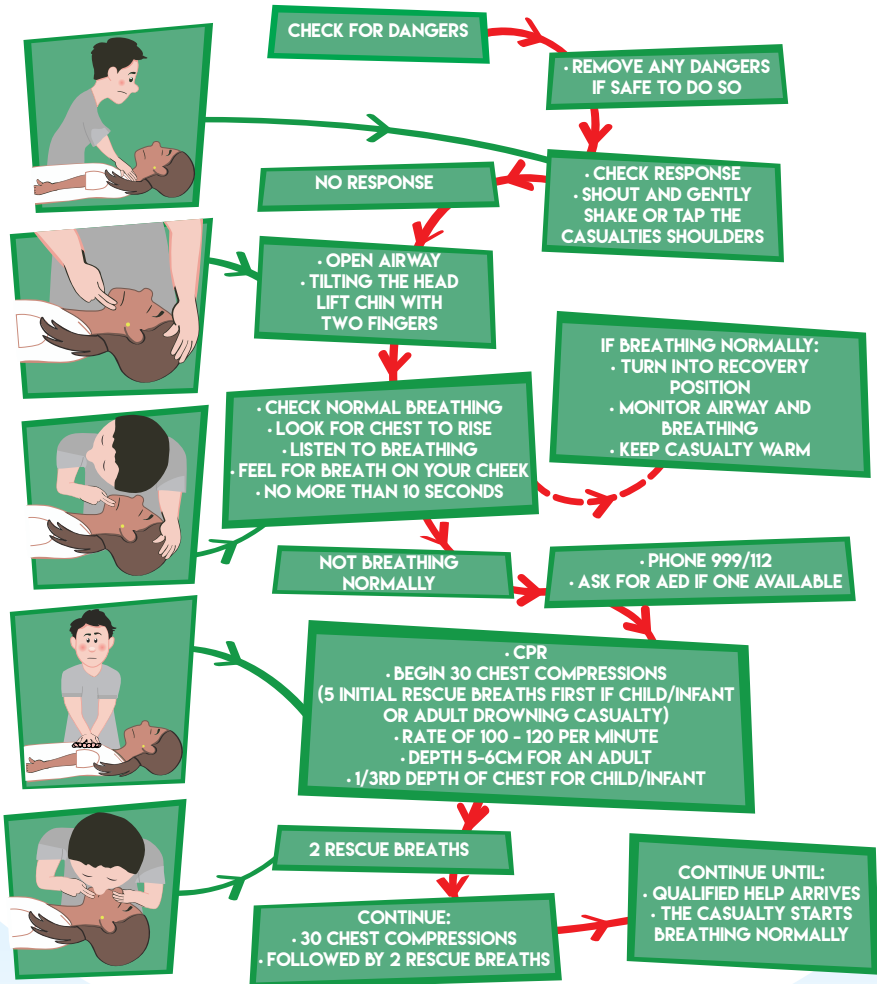 CHECK FOR DANGERS
· REMOVE ANY DANGERS
IF SAFE TO DO SO
· CHECK RESPONSE
· SHOUT AND GENTLY
SHAKE OR TAP THE
CASUALTIES SHOULDERS
NO RESPONSE
· OPEN AIRWAY
· TILTING THE HEAD
LIFT CHIN WITH
TWO FINGERS
· CHECK NORMAL BREATHING
· LOOK FOR CHEST TO RISE
· LISTEN TO BREATHING
· FEEL FOR BREATH ON YOUR CHEEK
· NO MORE THAN 10 SECONDS
IF BREATHING NORMALLY:
· TURN INTO RECOVERY
POSITION
· MONITOR AIRWAY AND
BREATHING
· KEEP CASUALTY WARM
NOT BREATHING
NORMALLY
· PHONE 999/112
· ASK FOR AED IF ONE AVAILABLE
· CPR
· BEGIN 30 CHEST COMPRESSIONS
(5 INITIAL RESCUE BREATHS FIRST IF CHILD/INFANT
OR ADULT DROWNING CASUALTY)
· RATE OF 100 - 120 PER MINUTE
· DEPTH 5-6CM FOR AN ADULT
· 1/3RD DEPTH OF CHEST FOR CHILD/INFANT
2 RESCUE BREATHS
CONTINUE:
· 30 CHEST COMPRESSIONS
· FOLLOWED BY 2 RESCUE BREATHS
CONTINUE UNTIL:
· QUALIFIED HELP ARRIVES
· THE CASUALTY STARTS
BREATHING NORMALLY